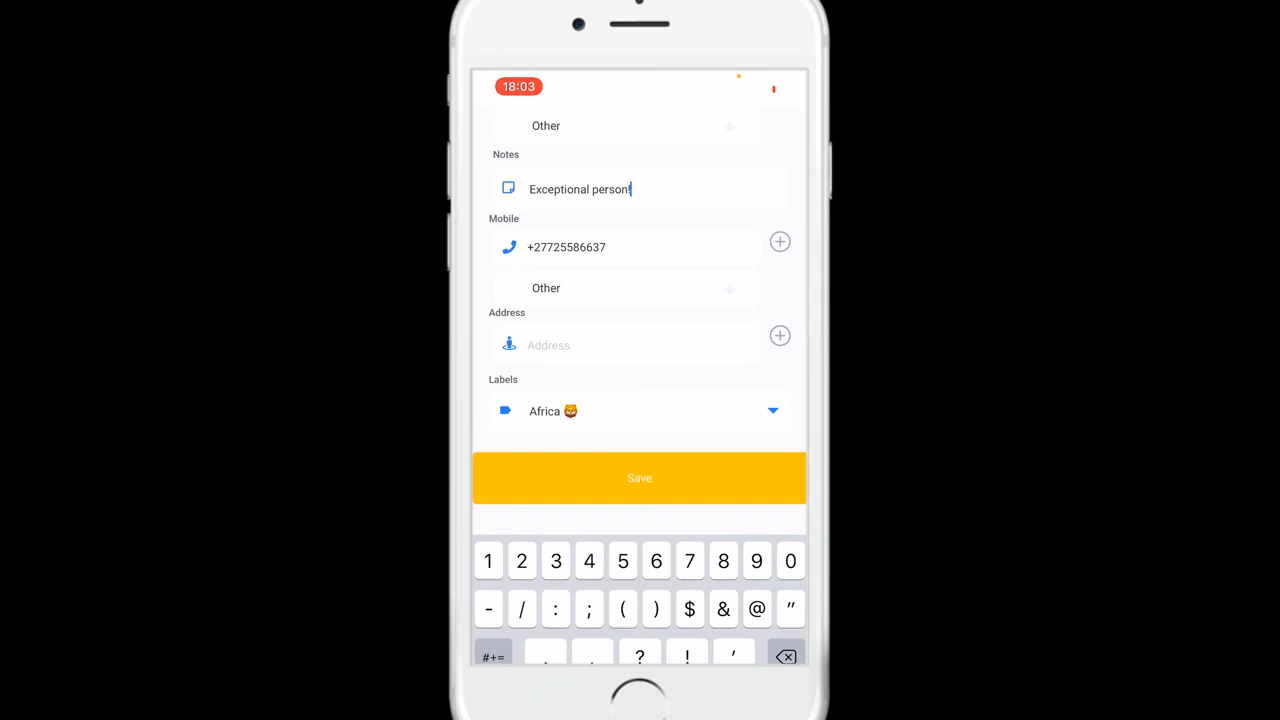 18:03
Other
Notes
Exceptional person!
Mobile
+27725586637
Other
Address
Address
Labels
Africa 🦁
Save
1 2 3 4 5 6 7 8 9 0
- / : ; ( ) $ & @ "
#+= . , ? ! '